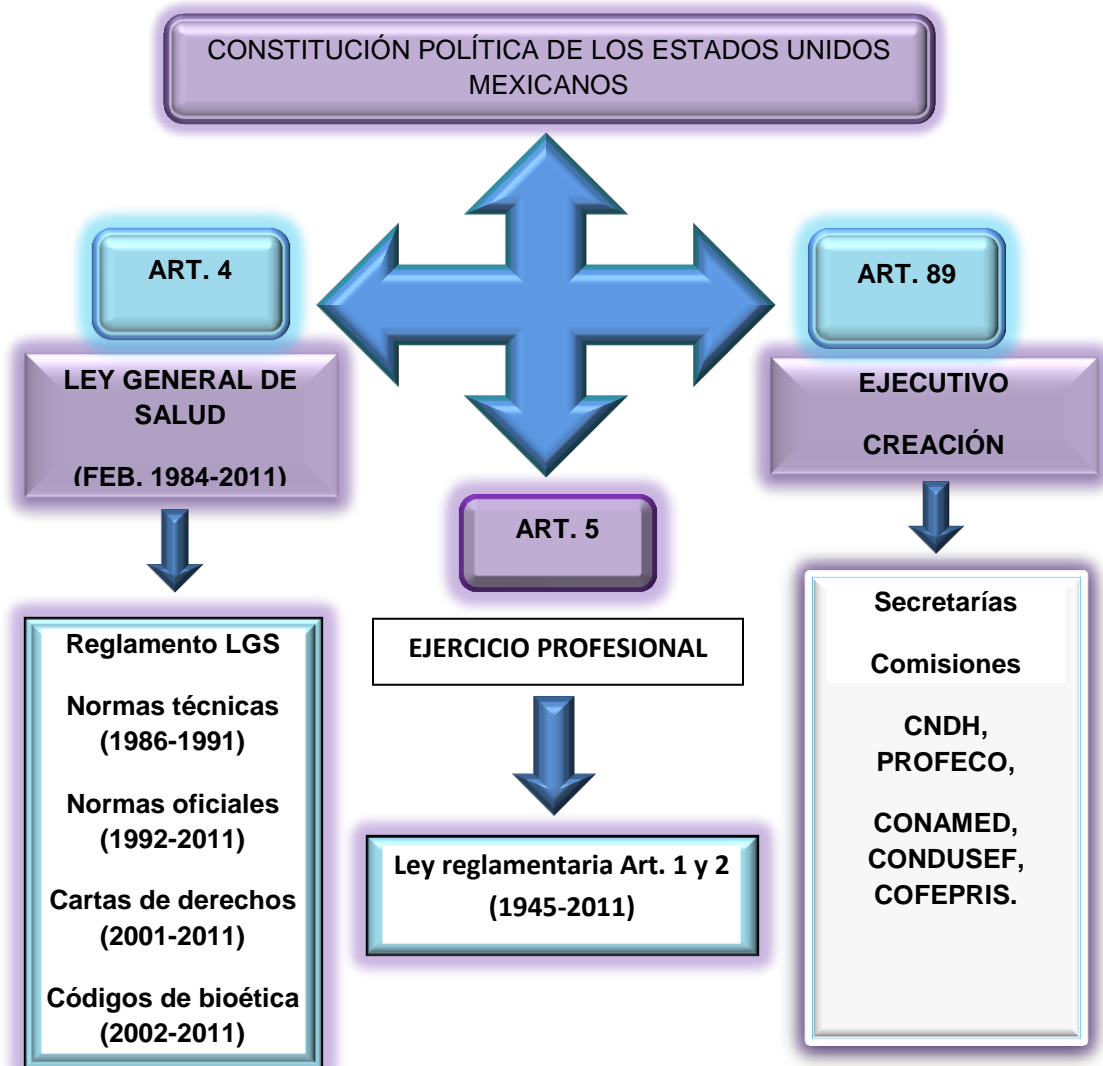 CONSTITUCIÓN POLÍTICA DE LOS ESTADOS UNIDOS
MEXICANOS
ART. 4
LEY GENERAL DE
SALUD
(FEB. 1984-2011)
Reglamento LGS
Normas técnicas
(1986-1991)
Normas oficiales
(1992-2011)
Cartas de derechos
(2001-2011)
Códigos de bioética
(2002-2011)
ART. 5
EJERCICIO PROFESIONAL
Ley reglamentaria Art. 1 y 2
(1945-2011)
ART. 89
EJECUTIVO
CREACIÓN
Secretarías
Comisiones
CNDH,
PROFECO,
CONAMED,
CONDUSEF,
COFEPRIS.